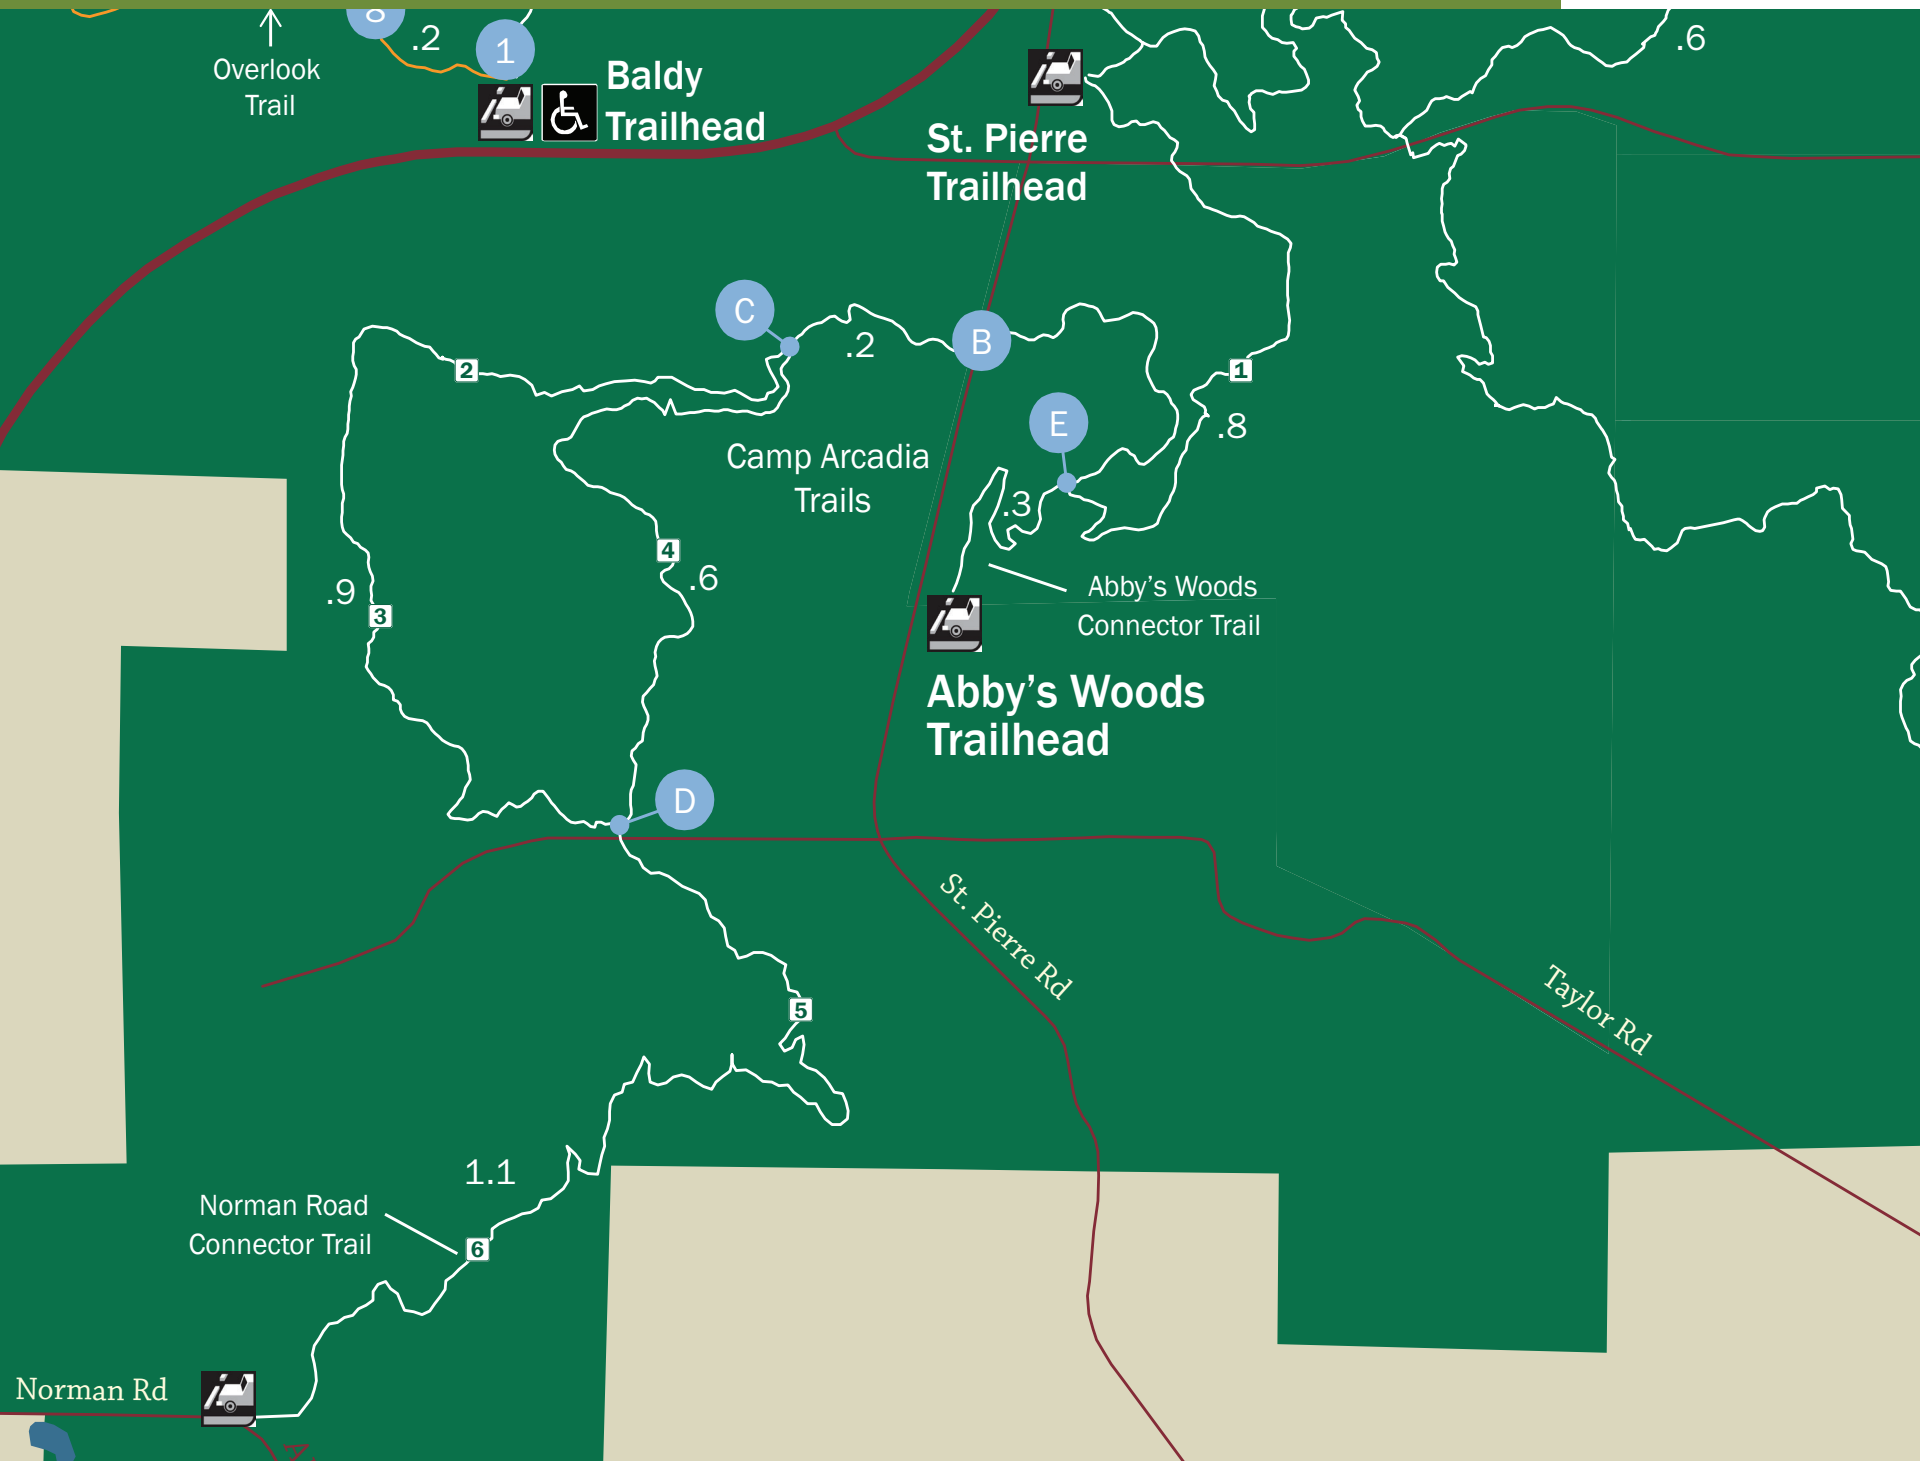 8
.2
1
.6
Overlook
Trail
Baldy
Trailhead
St. Pierre
Trailhead
C
.2
B
2
1
E
.8
Camp Arcadia
Trails
.3
4
.6
.9
3
Abby's Woods
Connector Trail
Abby's Woods
Trailhead
D
St. Pierre Rd
Taylor Rd
5
1.1
Norman Road
Connector Trail
6
Norman Rd